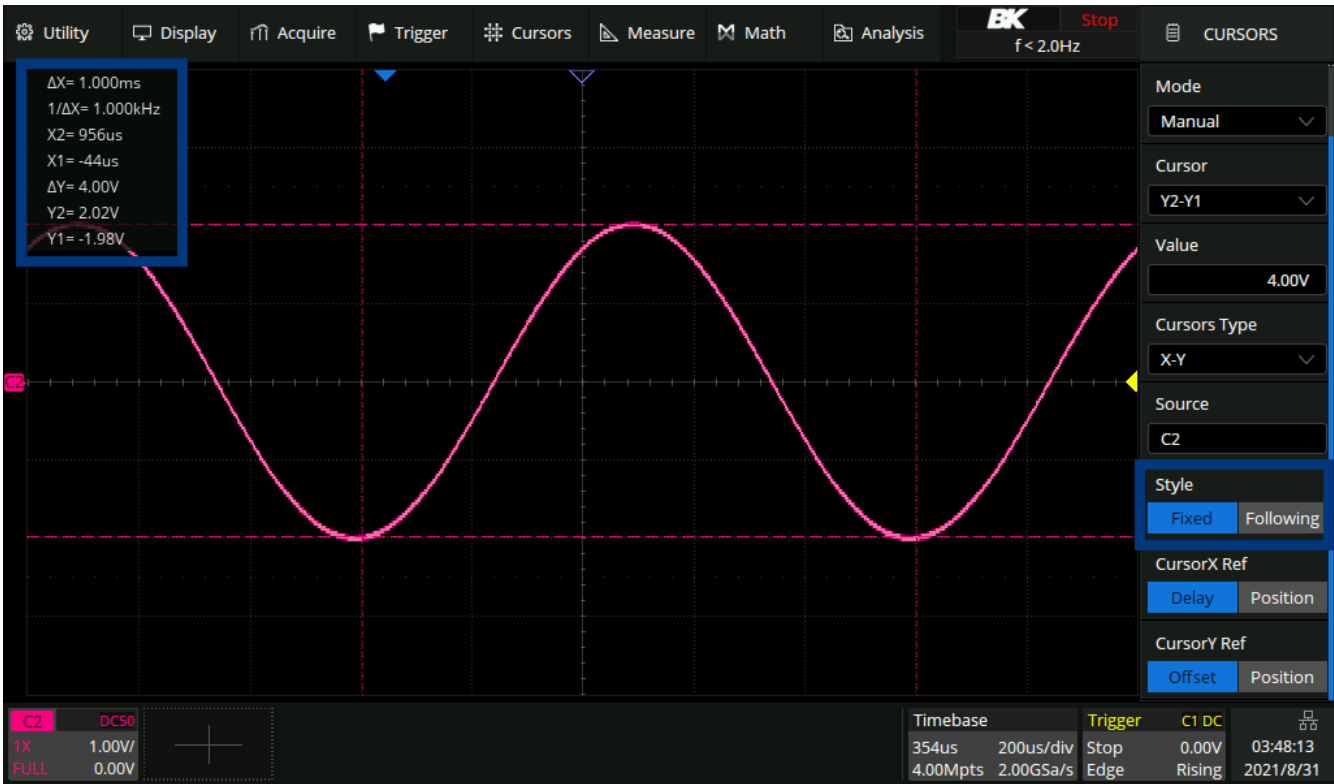 Utility Display Acquire Trigger Cursors Measure Math Analysis
BK Stop
f < 2.0Hz
CURSORS
ΔX= 1.000ms
1/ΔX= 1.000kHz
X2= 956us
X1= -44us
ΔY= 4.00V
Y2= 2.02V
Y1= -1.98V
C2
Mode
Manual
Cursor
Y2-Y1
Value
4.00V
Cursors Type
X-Y
Source
C2
Style
Fixed Following
CursorX Ref
Delay Position
CursorY Ref
Offset Position
C2 DC50
1X 1.00V/
FULL 0.00V
Timebase
354us 200us/div
4.00Mpts 2.00GSa/s
Trigger C1 DC
Stop 0.00V
Edge Rising
03:48:13
2021/8/31